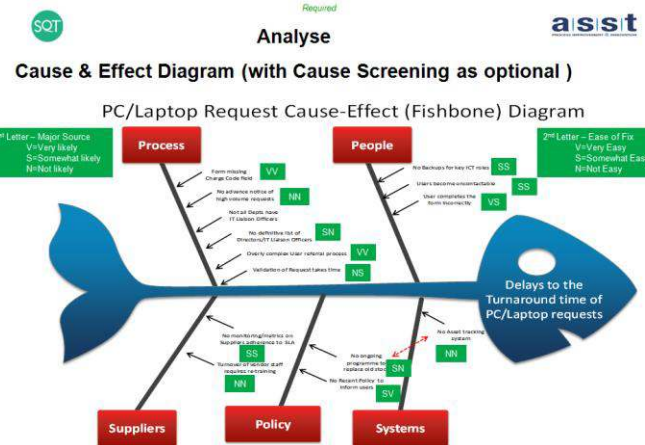 Required
SQT
a|s|s|t
Analyse
Cause & Effect Diagram (with Cause Screening as optional )
PC/Laptop Request Cause-Effect (Fishbone) Diagram
Letter – Major Source
V=Very likely
S=Somewhat likely
N=Not likely
Process
People
2nd Letter – Ease of Fix
V=Very Easy
S=Somewhat Eas
N=Not Easy
Form missing
Charge Code field
VV
No advance notice of
high volume requests
NN
Not all Depts have
IT Liaison Officers
No definitive list of
Directors/IT Liaison Officers
SN
Overly complex User referral process
VV
Validation of Request takes time
NS
No Backups for key ICT roles
SS
Users become uncontactable
SS
User completes the
form incorrectly
VS
Delays to the
Turnaround time of
PC/Laptop requests
No monitoring/metrics on
Suppliers adherence to SLA
SS
Turnover of vendor staff
requires re-training
NN
No ongoing
programme to
replace old stock
SN
No Recent 'Policy' to
inform users
SV
No Asset tracking
system
NN
Suppliers
Policy
Systems